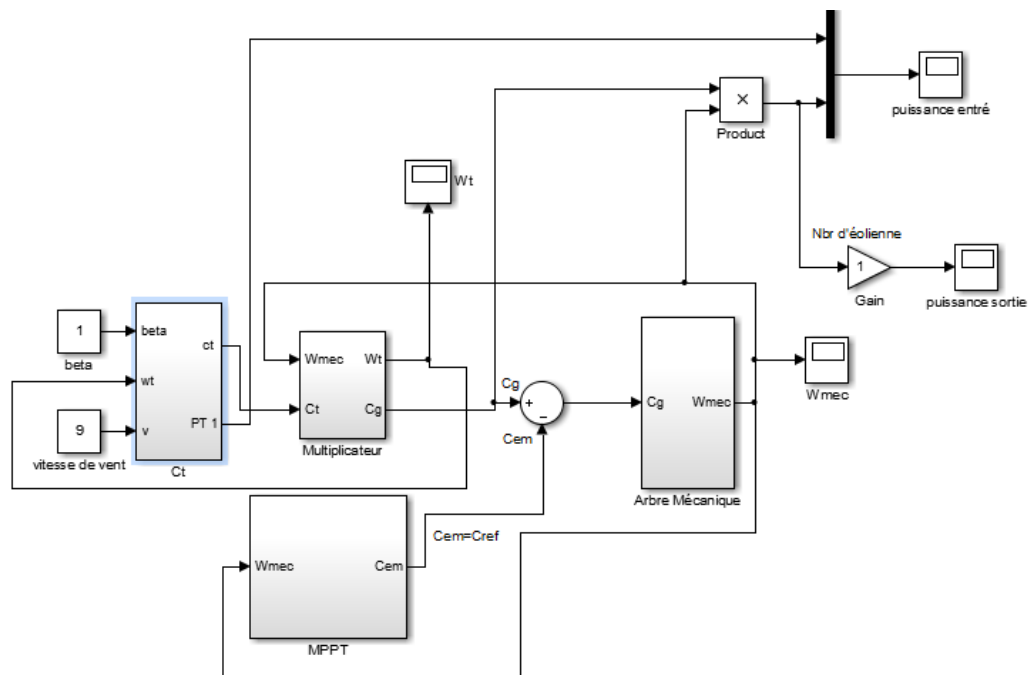 puissance entré
×
Product
Wt
Nbr d'éolienne
1
Gain
puissance sortie
1
beta
beta
ct
wt
9
v
PT 1
vitesse de vent
Ct
Wmec
Wt
Ct
Cg
Multiplicateur
Cg
+
−
Cem
Cg
Wmec
Arbre Mécanique
Wmec
Cem=Cref
Wmec
Cem
MPPT